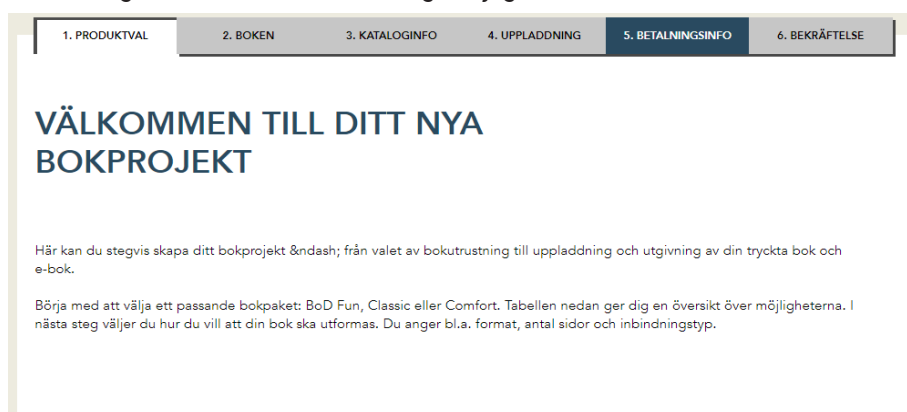 1. PRODUKTVAL
2. BOKEN
3. KATALOGINFO
4. UPPLADDNING
5. BETALNINGSINFO
6. BEKRÄFTELSE
VÄLKOMMEN TILL DITT NYA
BOKPROJEKT
Här kan du stegvis skapa ditt bokprojekt &ndash; från valet av bokutrustning till uppladdning och utgivning av din tryckta bok och
e-bok.
Börja med att välja ett passande bokpaket: BoD Fun, Classic eller Comfort. Tabellen nedan ger dig en översikt över möjligheterna. I
nästa steg väljer du hur du vill att din bok ska utformas. Du anger bl.a. format, antal sidor och inbindningstyp.